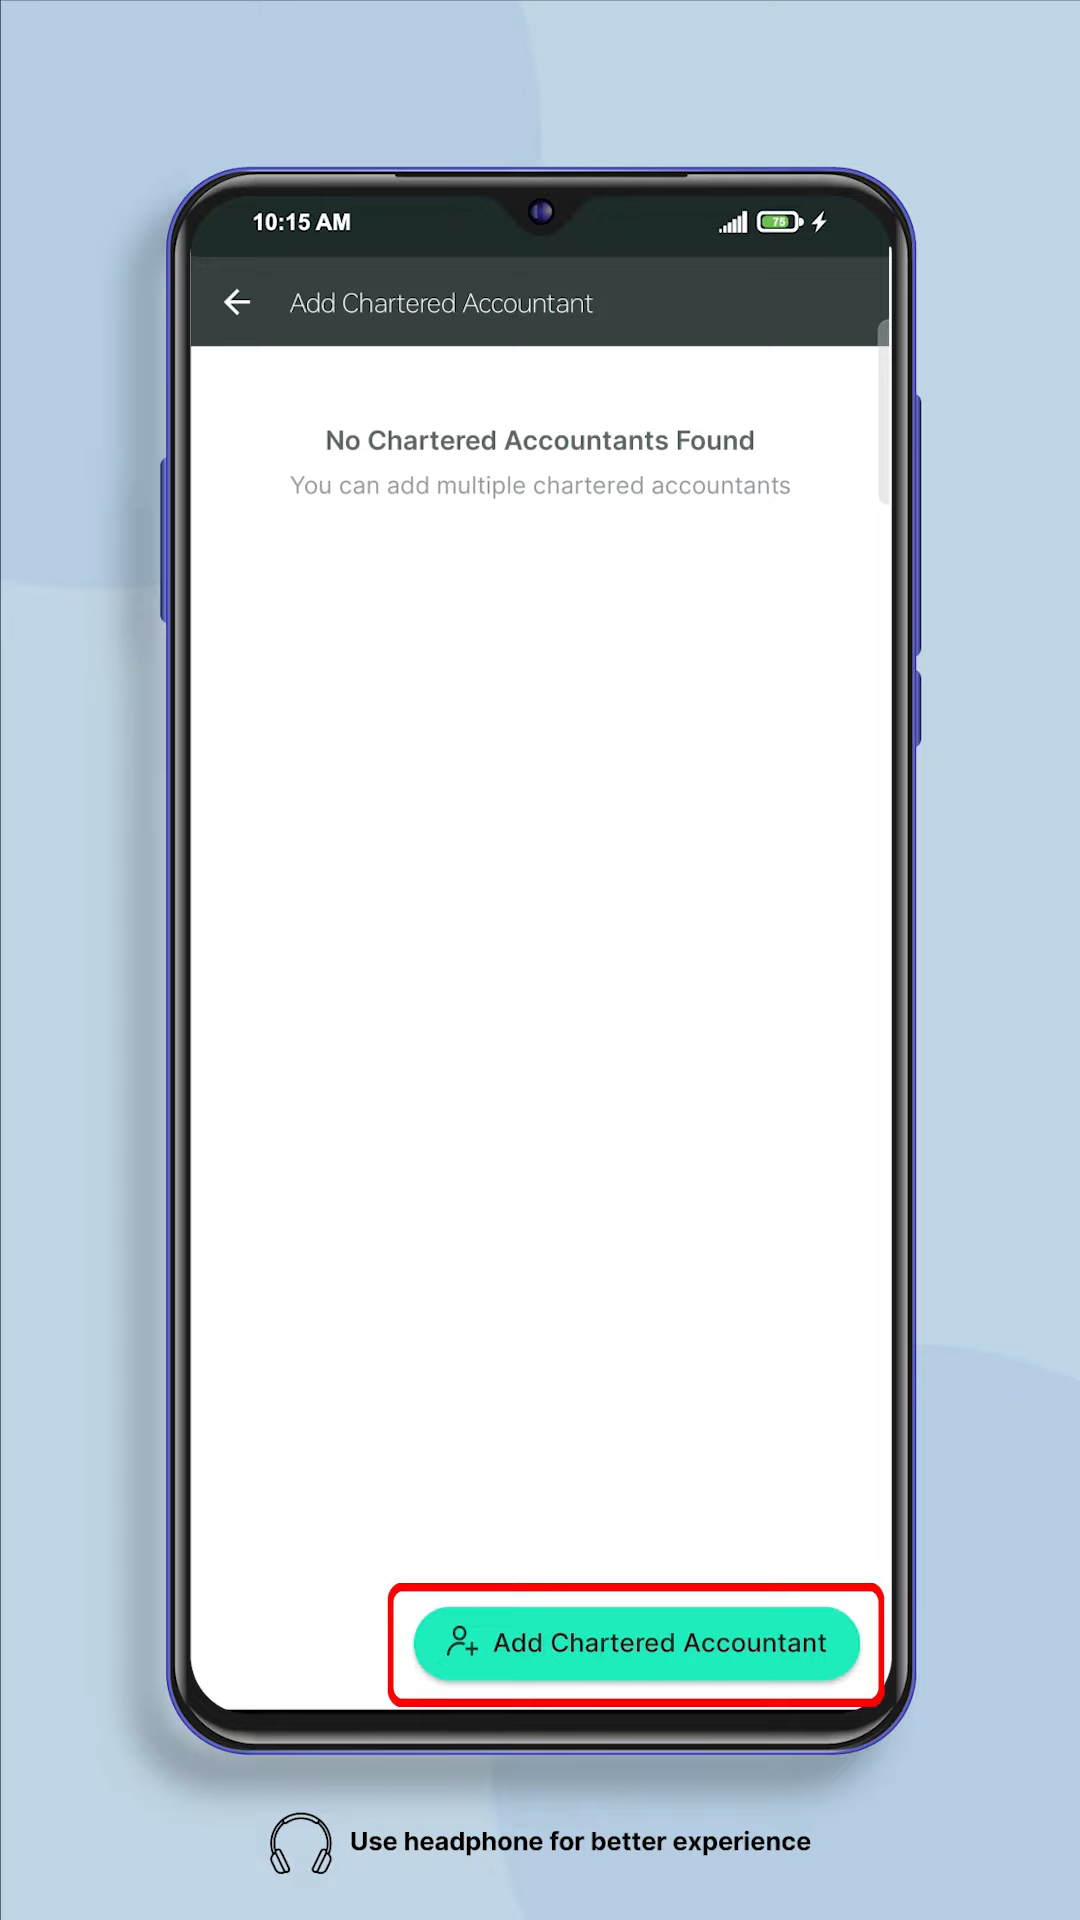 10:15 AM
75
Add Chartered Accountant
No Chartered Accountants Found
You can add multiple chartered accountants
Add Chartered Accountant
Use headphone for better experience